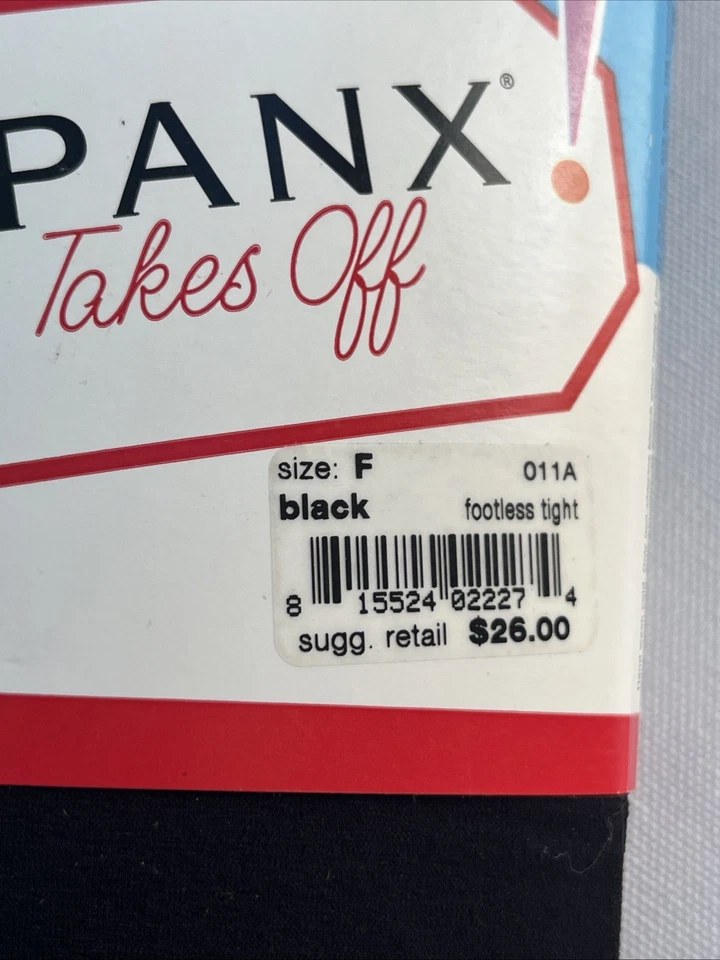 PANX®
Takes Off
size: F 011A
black footless tight
8 15524 02227 4
sugg. retail $26.00